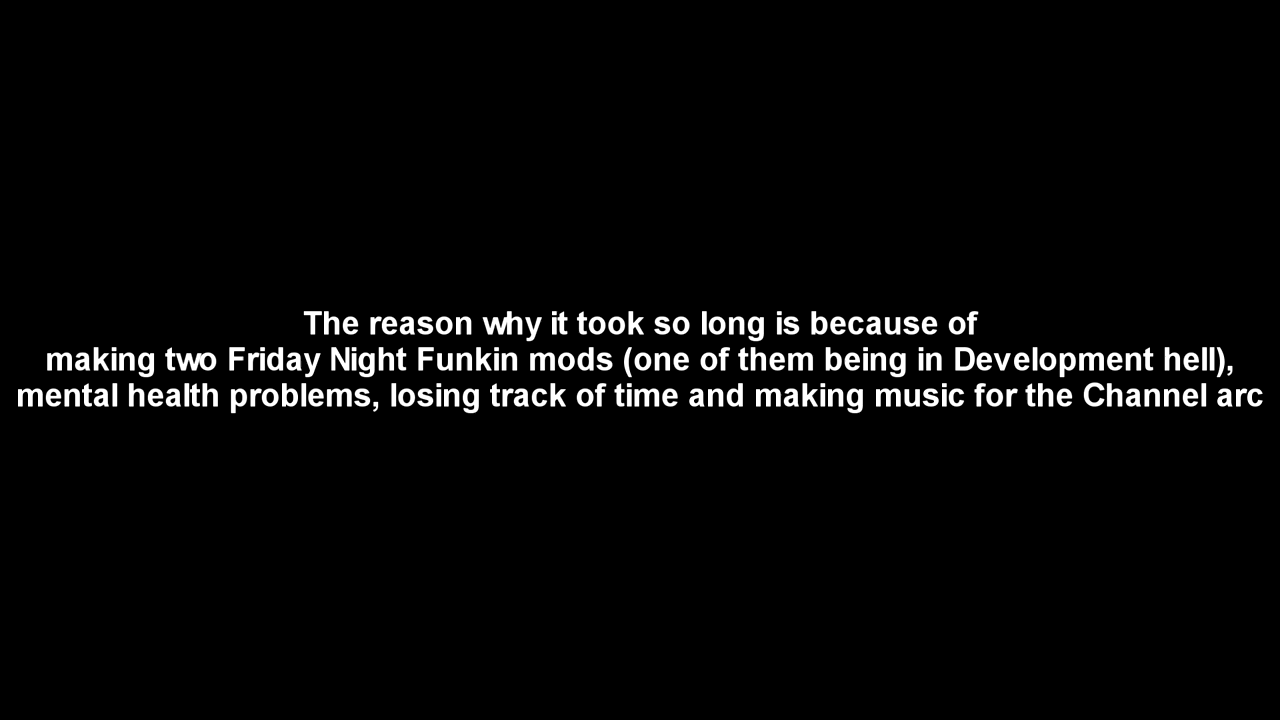 The reason why it took so long is because of
making two Friday Night Funkin mods (one of them being in Development hell),
mental health problems, losing track of time and making music for the Channel arc